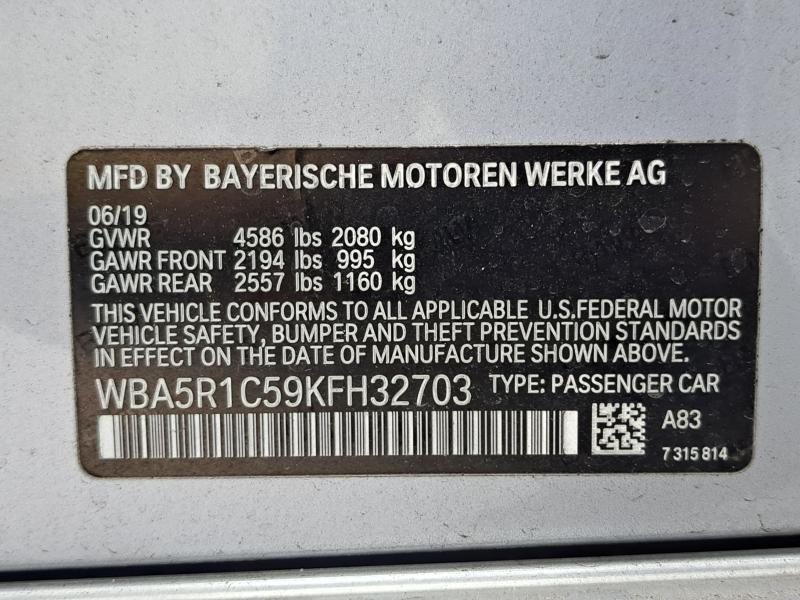 MFD BY BAYERISCHE MOTOREN WERKE AG
06/19
GVWR 4586 lbs 2080 kg
GAWR FRONT 2194 lbs 995 kg
GAWR REAR 2557 lbs 1160 kg
THIS VEHICLE CONFORMS TO ALL APPLICABLE U.S.FEDERAL MOTOR
VEHICLE SAFETY, BUMPER AND THEFT PREVENTION STANDARDS
IN EFFECT ON THE DATE OF MANUFACTURE SHOWN ABOVE.
WBA5R1C59KFH32703 TYPE: PASSENGER CAR
A83
7 315 814